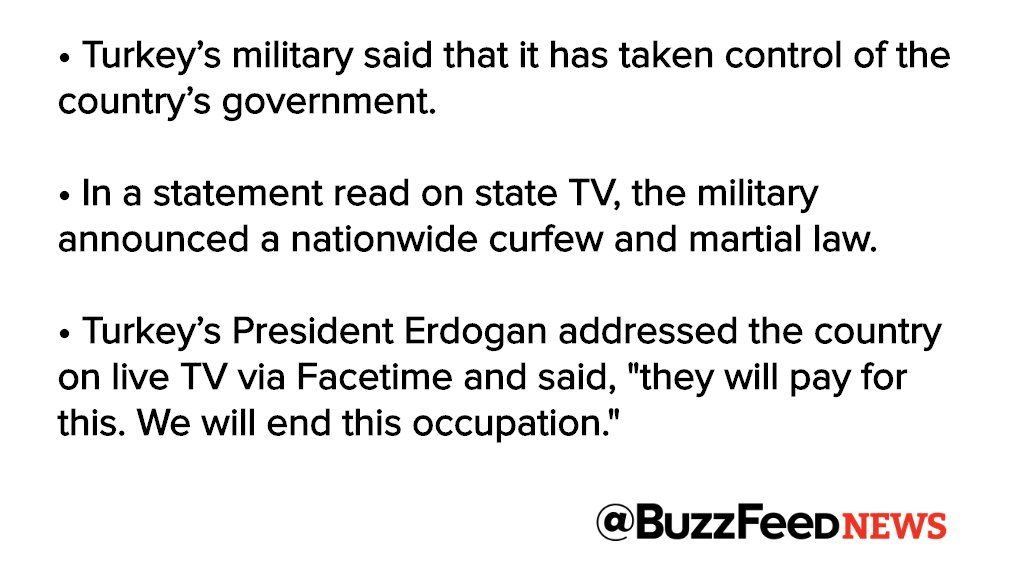 • Turkey’s military said that it has taken control of the
country’s government.
• In a statement read on state TV, the military
announced a nationwide curfew and martial law.
• Turkey’s President Erdogan addressed the country
on live TV via Facetime and said, "they will pay for
this. We will end this occupation."
@BuzzFeedNEWS